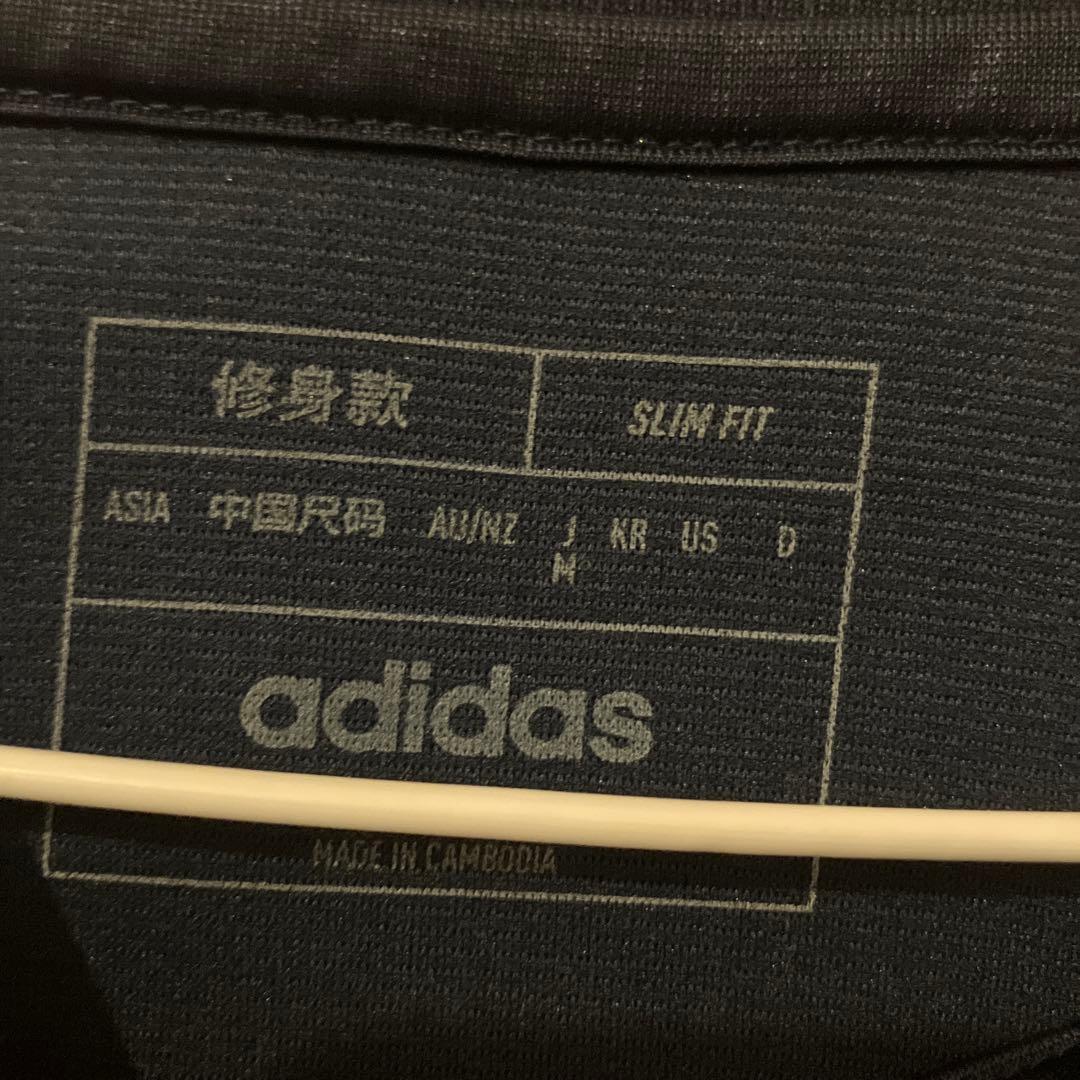 修身款 SLIM FIT
ASIA 中国尺码 AU/NZ J KR US D
M
adidas
MADE IN CAMBODIA